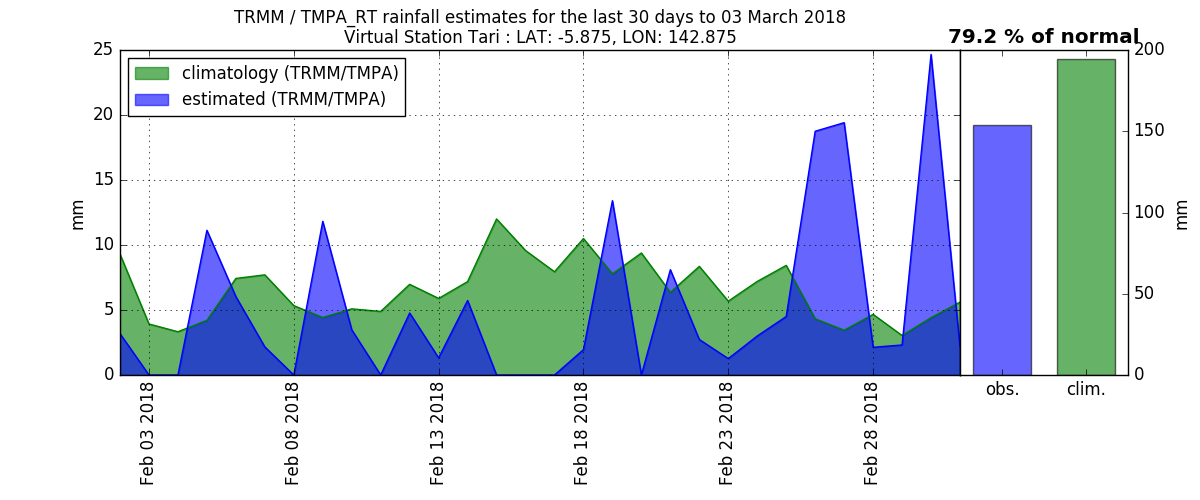 TRMM / TMPA_RT rainfall estimates for the last 30 days to 03 March 2018
Virtual Station Tari : LAT: -5.875, LON: 142.875
79.2 % of normal
climatology (TRMM/TMPA)
estimated (TRMM/TMPA)
25
20
15
10
5
0
mm
Feb 03 2018
Feb 08 2018
Feb 13 2018
Feb 18 2018
Feb 23 2018
Feb 28 2018
obs.
clim.
200
150
100
50
0
mm